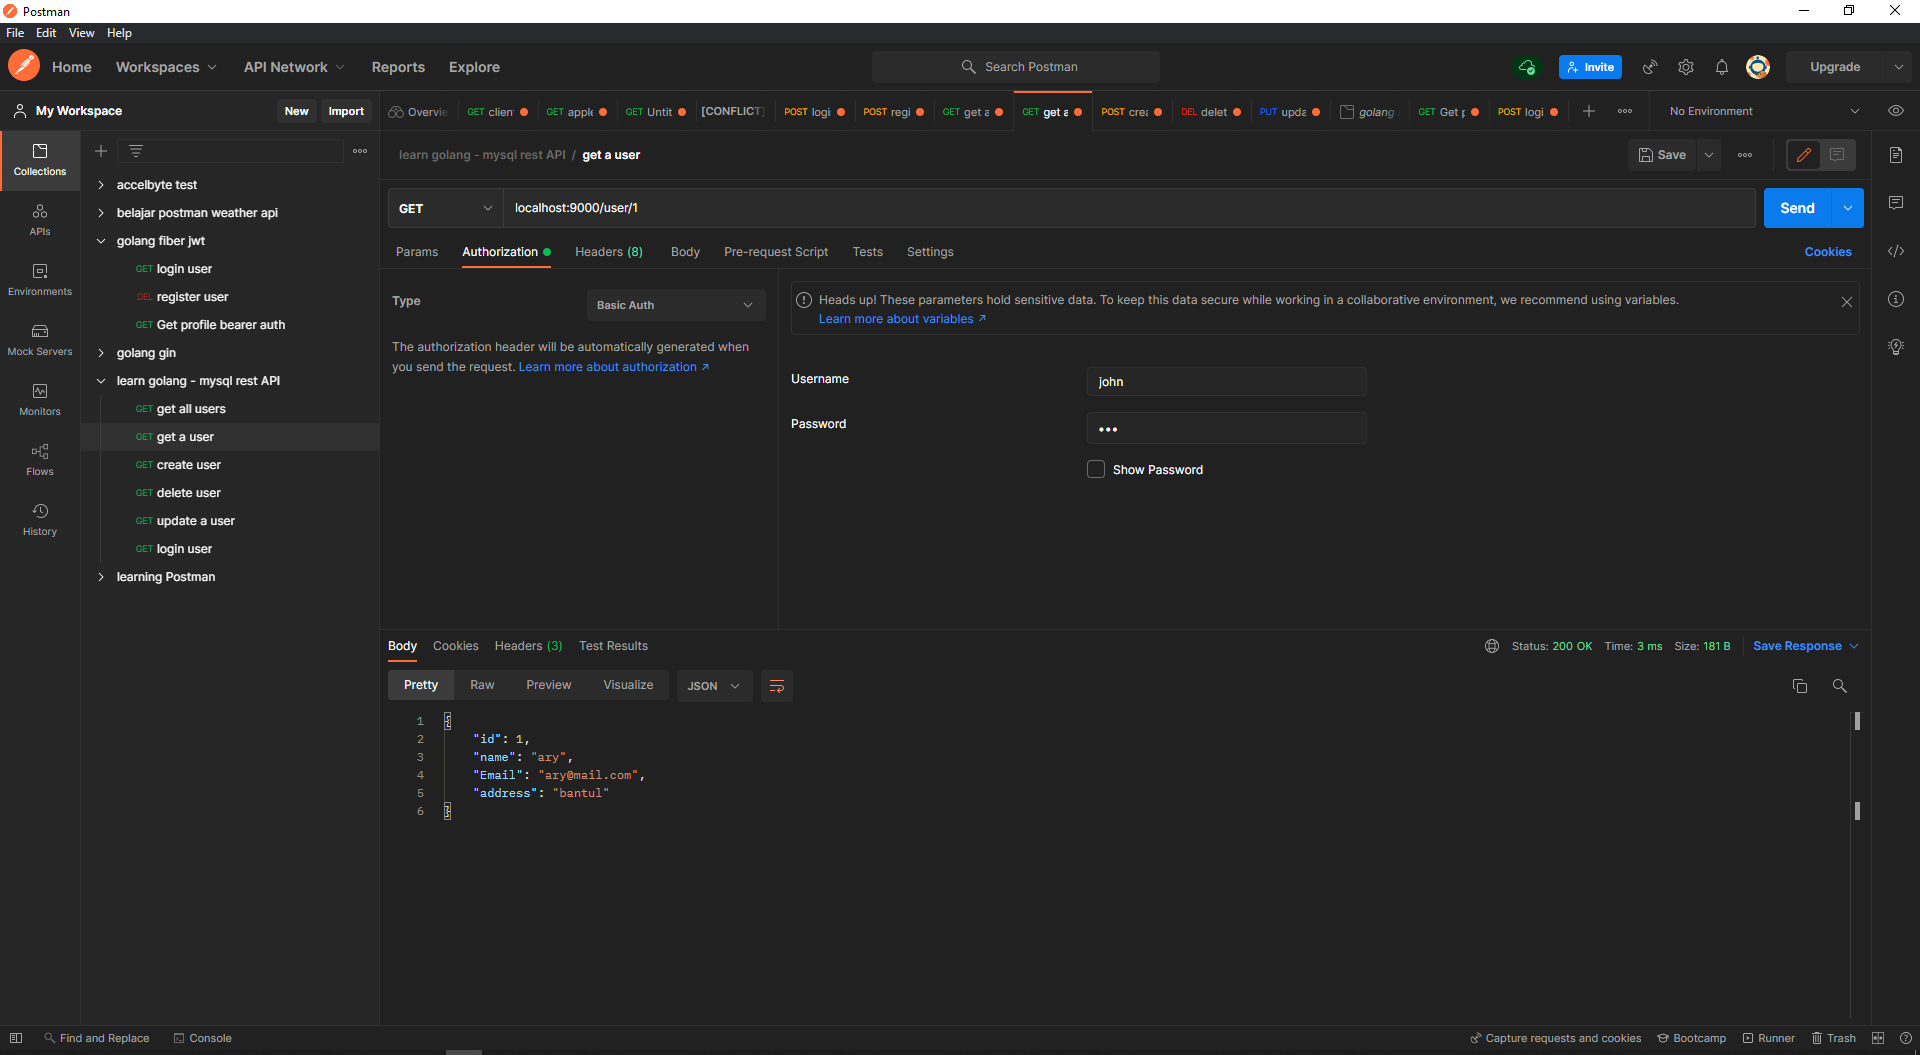 Postman
File Edit View Help
Home Workspaces API Network Reports Explore Search Postman Invite Upgrade
My Workspace New Import
Overvie GET client GET apple GET Untit [CONFLICT] POST logi POST regi GET get a GET get a POST crea DEL delet PUT upda golang GET Get p POST logi No Environment
Collections
APIs
Environments
Mock Servers
Monitors
Flows
History
accelbyte test
belajar postman weather api
golang fiber jwt
GET login user
DEL register user
GET Get profile bearer auth
golang gin
learn golang - mysql rest API
GET get all users
GET get a user
GET create user
GET delete user
GET update a user
GET login user
learning Postman
learn golang - mysql rest API / get a user Save
GET localhost:9000/user/1 Send
Params Authorization Headers (8) Body Pre-request Script Tests Settings Cookies
Type Basic Auth
The authorization header will be automatically generated when
you send the request. Learn more about authorization ↗
Heads up! These parameters hold sensitive data. To keep this data secure while working in a collaborative environment, we recommend using variables.
Learn more about variables ↗
Username john
Password •••
Show Password
Body Cookies Headers (3) Test Results Status: 200 OK Time: 3 ms Size: 181 B Save Response
Pretty Raw Preview Visualize JSON
1 {
2 "id": 1,
3 "name": "ary",
4 "Email": "ary@mail.com",
5 "address": "bantul"
6 }
Find and Replace Console Capture requests and cookies Bootcamp Runner Trash